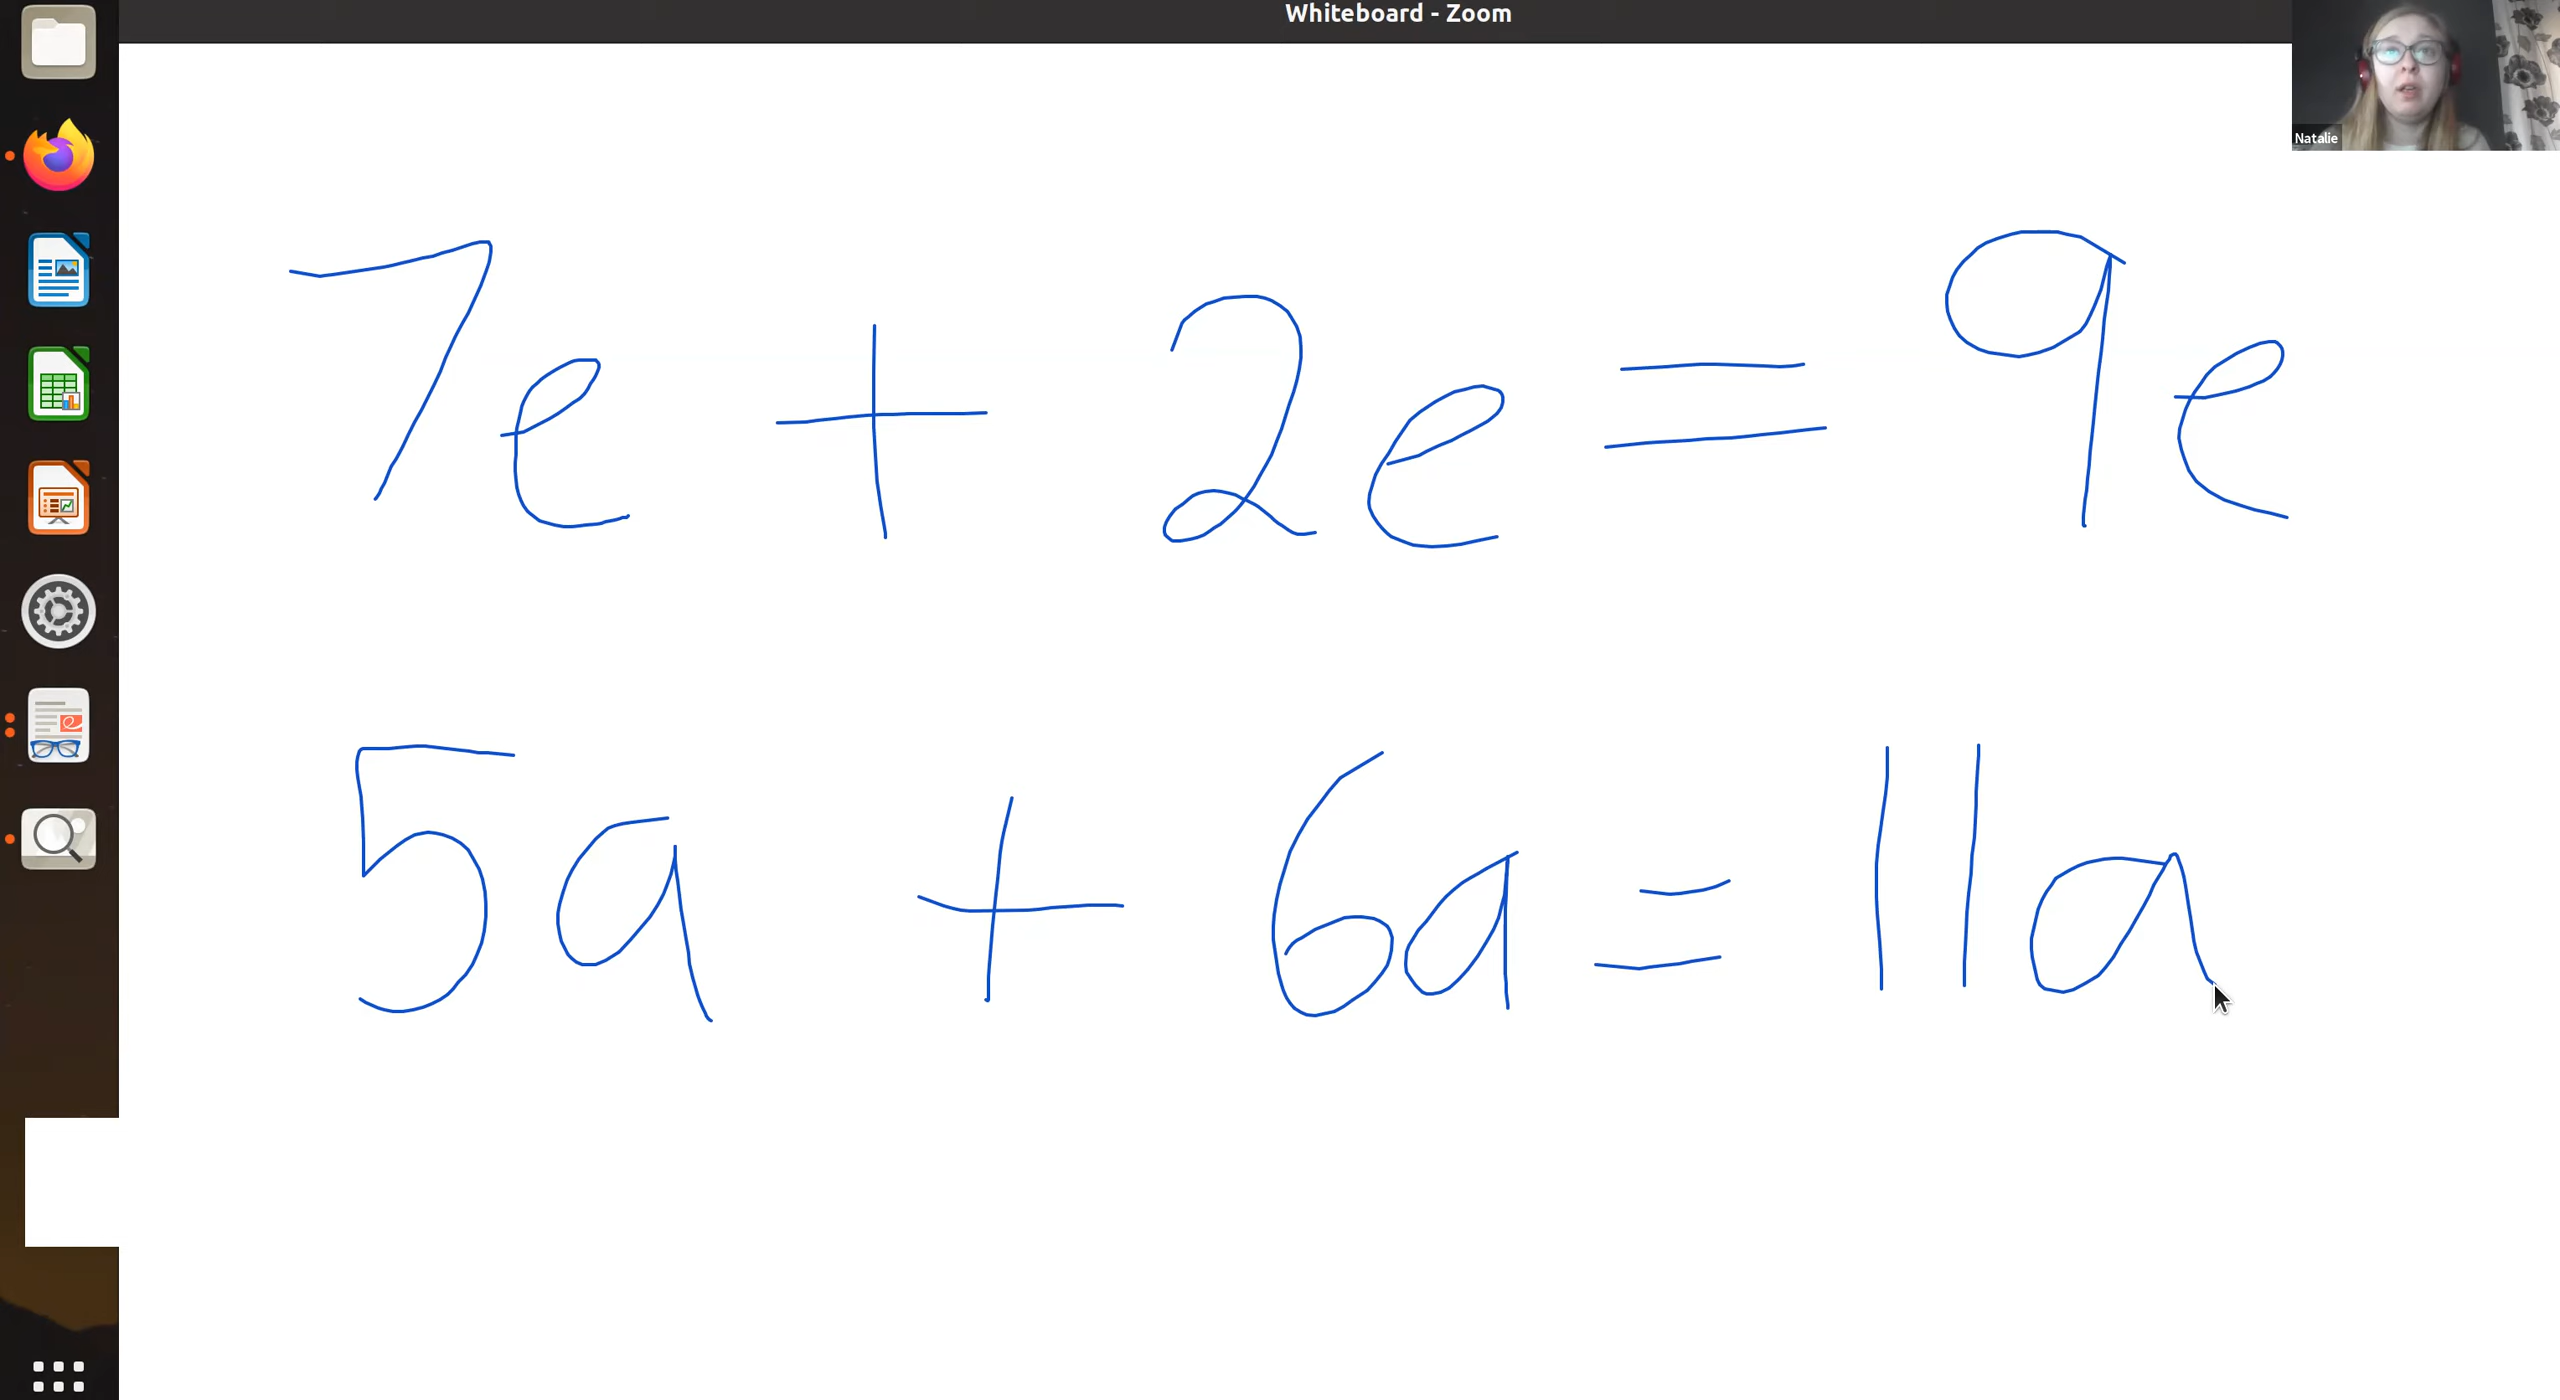 Whiteboard - Zoom
Natalie
7e + 2e = 9e
5a + 6a = 11a